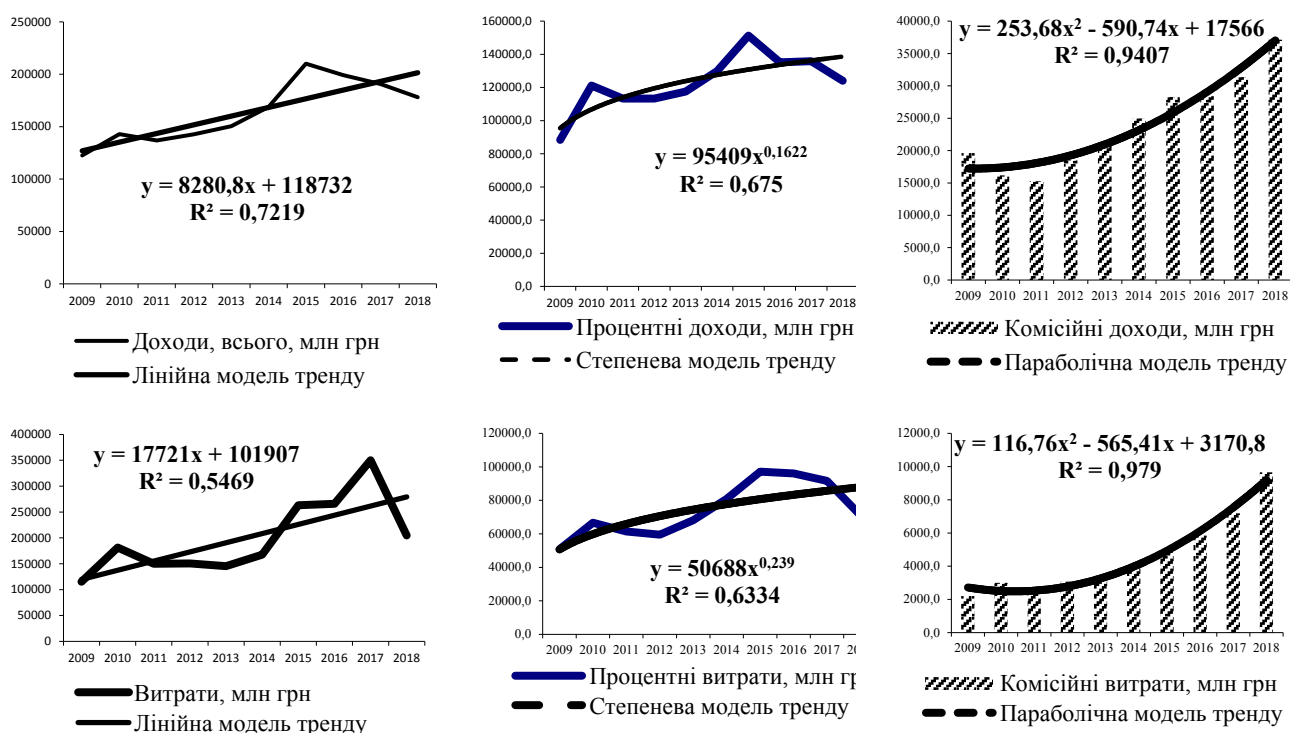 250000
200000
150000
100000
50000
0
y = 8280,8x + 118732
R² = 0,7219
2009 2010 2011 2012 2013 2014 2015 2016 2017 2018
Доходи, всього, млн грн
Лінійна модель тренду
160000,0
140000,0
120000,0
100000,0
80000,0
60000,0
40000,0
20000,0
0,0
y = 95409x^0,1622
R² = 0,675
2009 2010 2011 2012 2013 2014 2015 2016 2017 2018
Процентні доходи, млн грн
Степенева модель тренду
40000,0
35000,0
30000,0
25000,0
20000,0
15000,0
10000,0
5000,0
0,0
y = 253,68x² - 590,74x + 17566
R² = 0,9407
2009 2010 2011 2012 2013 2014 2015 2016 2017 2018
Комісійні доходи, млн грн
Параболічна модель тренду
400000
350000
300000
250000
200000
150000
100000
50000
0
y = 17721x + 101907
R² = 0,5469
2009 2010 2011 2012 2013 2014 2015 2016 2017 2018
Витрати, млн грн
Лінійна модель тренду
120000,0
100000,0
80000,0
60000,0
40000,0
20000,0
0,0
y = 50688x^0,239
R² = 0,6334
2009 2010 2011 2012 2013 2014 2015 2016 2017
Процентні витрати, млн
Степенева модель тренду
12000,0
10000,0
8000,0
6000,0
4000,0
2000,0
0,0
y = 116,76x² - 565,41x + 3170,8
R² = 0,979
2009 2010 2011 2012 2013 2014 2015 2016 2017 2018
Комісійні витрати, млн грн
Параболічна модель тренду